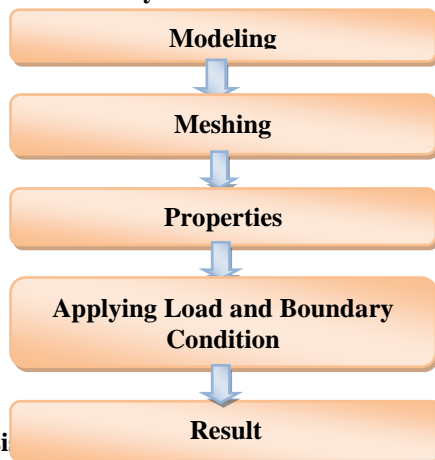 Modeling
Meshing
Properties
Applying Load and Boundary
Condition
Result